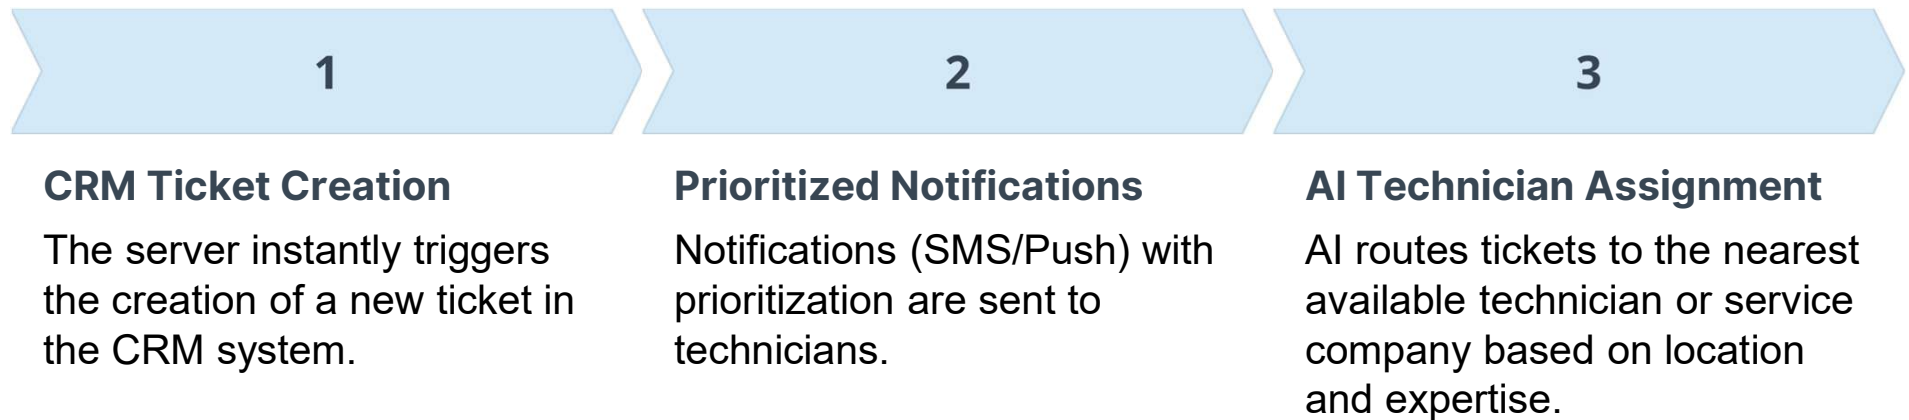 1
CRM Ticket Creation
The server instantly triggers
the creation of a new ticket in
the CRM system.
2
Prioritized Notifications
Notifications (SMS/Push) with
prioritization are sent to
technicians.
3
AI Technician Assignment
AI routes tickets to the nearest
available technician or service
company based on location
and expertise.